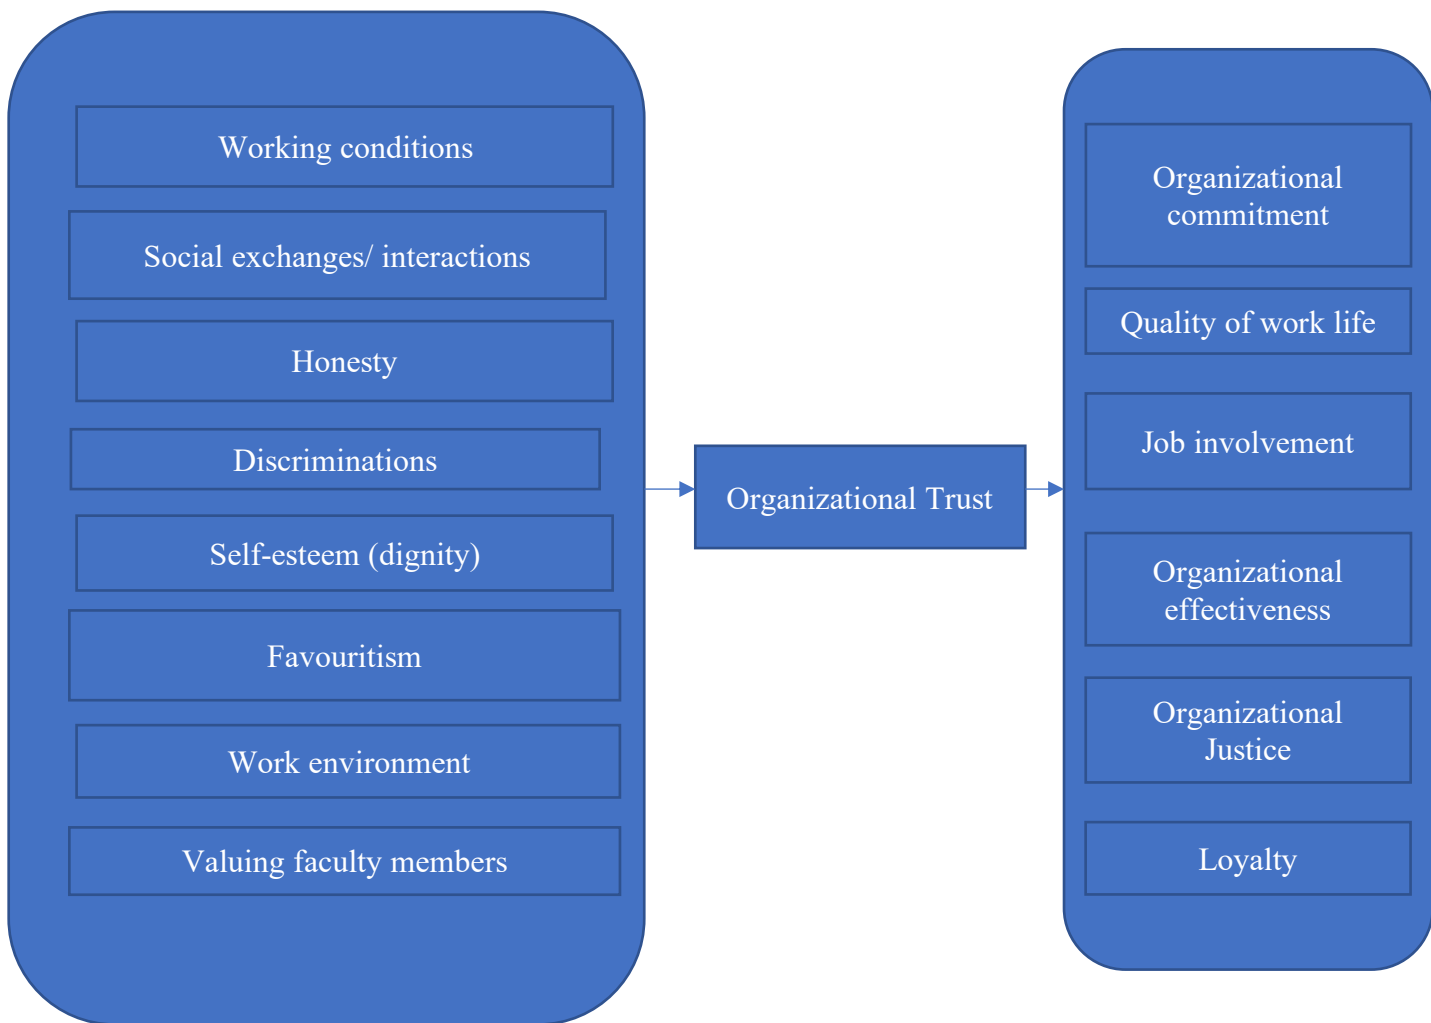 Working conditions
Social exchanges/ interactions
Honesty
Discriminations
Self-esteem (dignity)
Favouritism
Work environment
Valuing faculty members
Organizational Trust
Organizational
commitment
Quality of work life
Job involvement
Organizational
effectiveness
Organizational
Justice
Loyalty